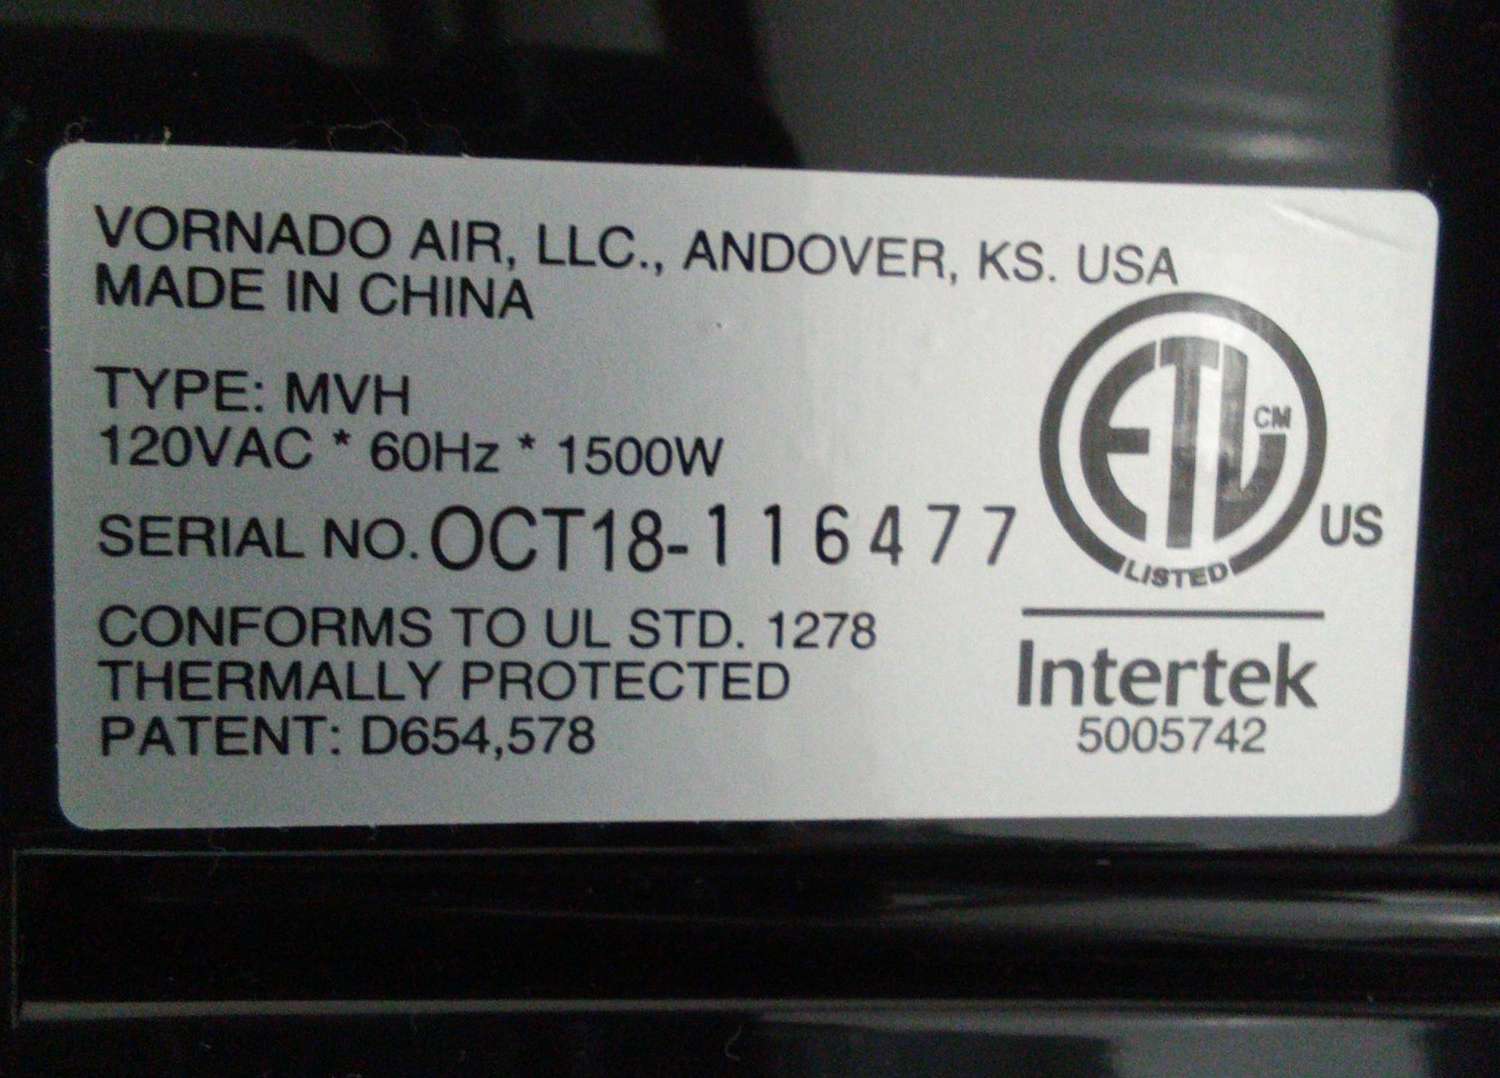 VORNADO AIR, LLC., ANDOVER, KS. USA
MADE IN CHINA
TYPE: MVH
120VAC * 60Hz * 1500W
SERIAL NO. OCT18-116477
CONFORMS TO UL STD. 1278
THERMALLY PROTECTED
PATENT: D654,578
ETL CM
US
LISTED
Intertek
5005742